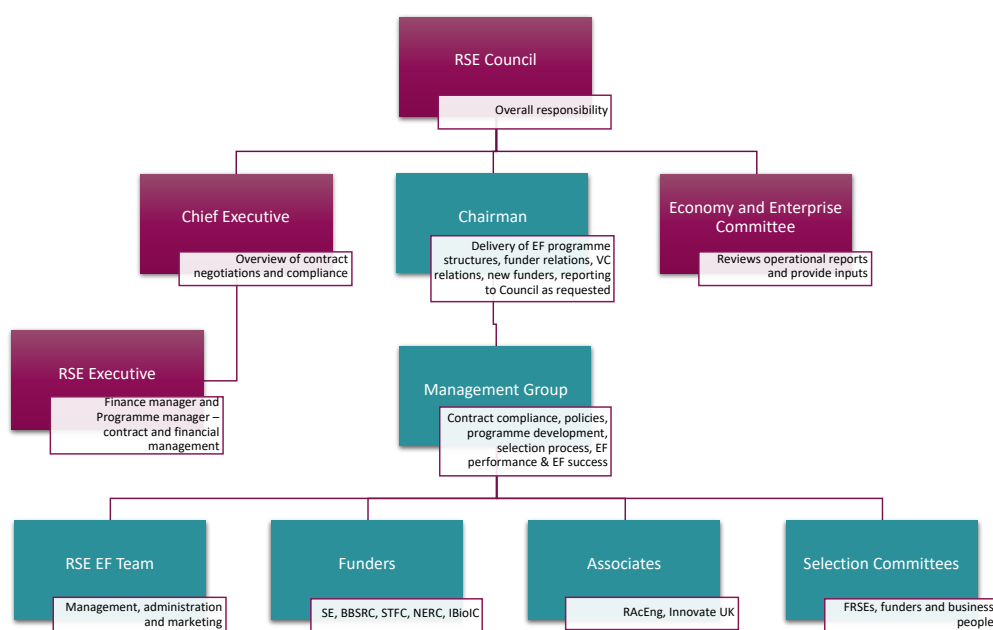 RSE Council
Overall responsibility
Chief Executive
Overview of contract
negotiations and compliance
Chairman
Delivery of EF programme
structures, funder relations, VC
relations, new funders, reporting
to Council as requested
Economy and Enterprise
Committee
Reviews operational reports
and provide inputs
RSE Executive
Finance manager and
Programme manager –
contract and financial
management
Management Group
Contract compliance, policies,
programme development,
selection process, EF
performance & EF success
RSE EF Team
Management, administration
and marketing
Funders
SE, BBSRC, STFC, NERC, IBioIC
Associates
RAcEng, Innovate UK
Selection Committees
FRSEs, funders and business
people